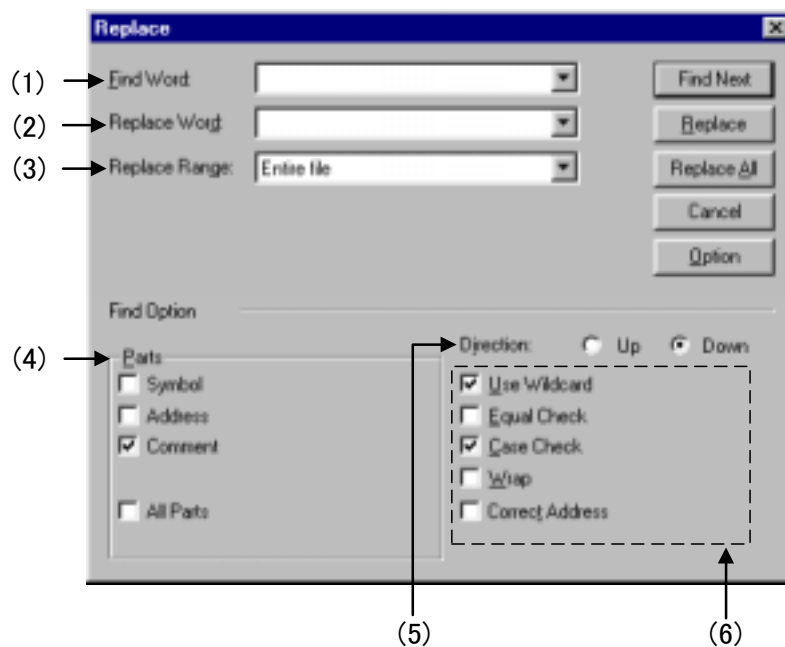 Replace
(1) Find Word: Find Next
(2) Replace Word: Replace
(3) Replace Range: Entire file Replace All
Cancel
Option
Find Option
Direction: Up Down
(4) Parts
Symbol Use Wildcard
Address Equal Check
Comment Case Check
Wrap
All Parts Correct Address
(5) (6)